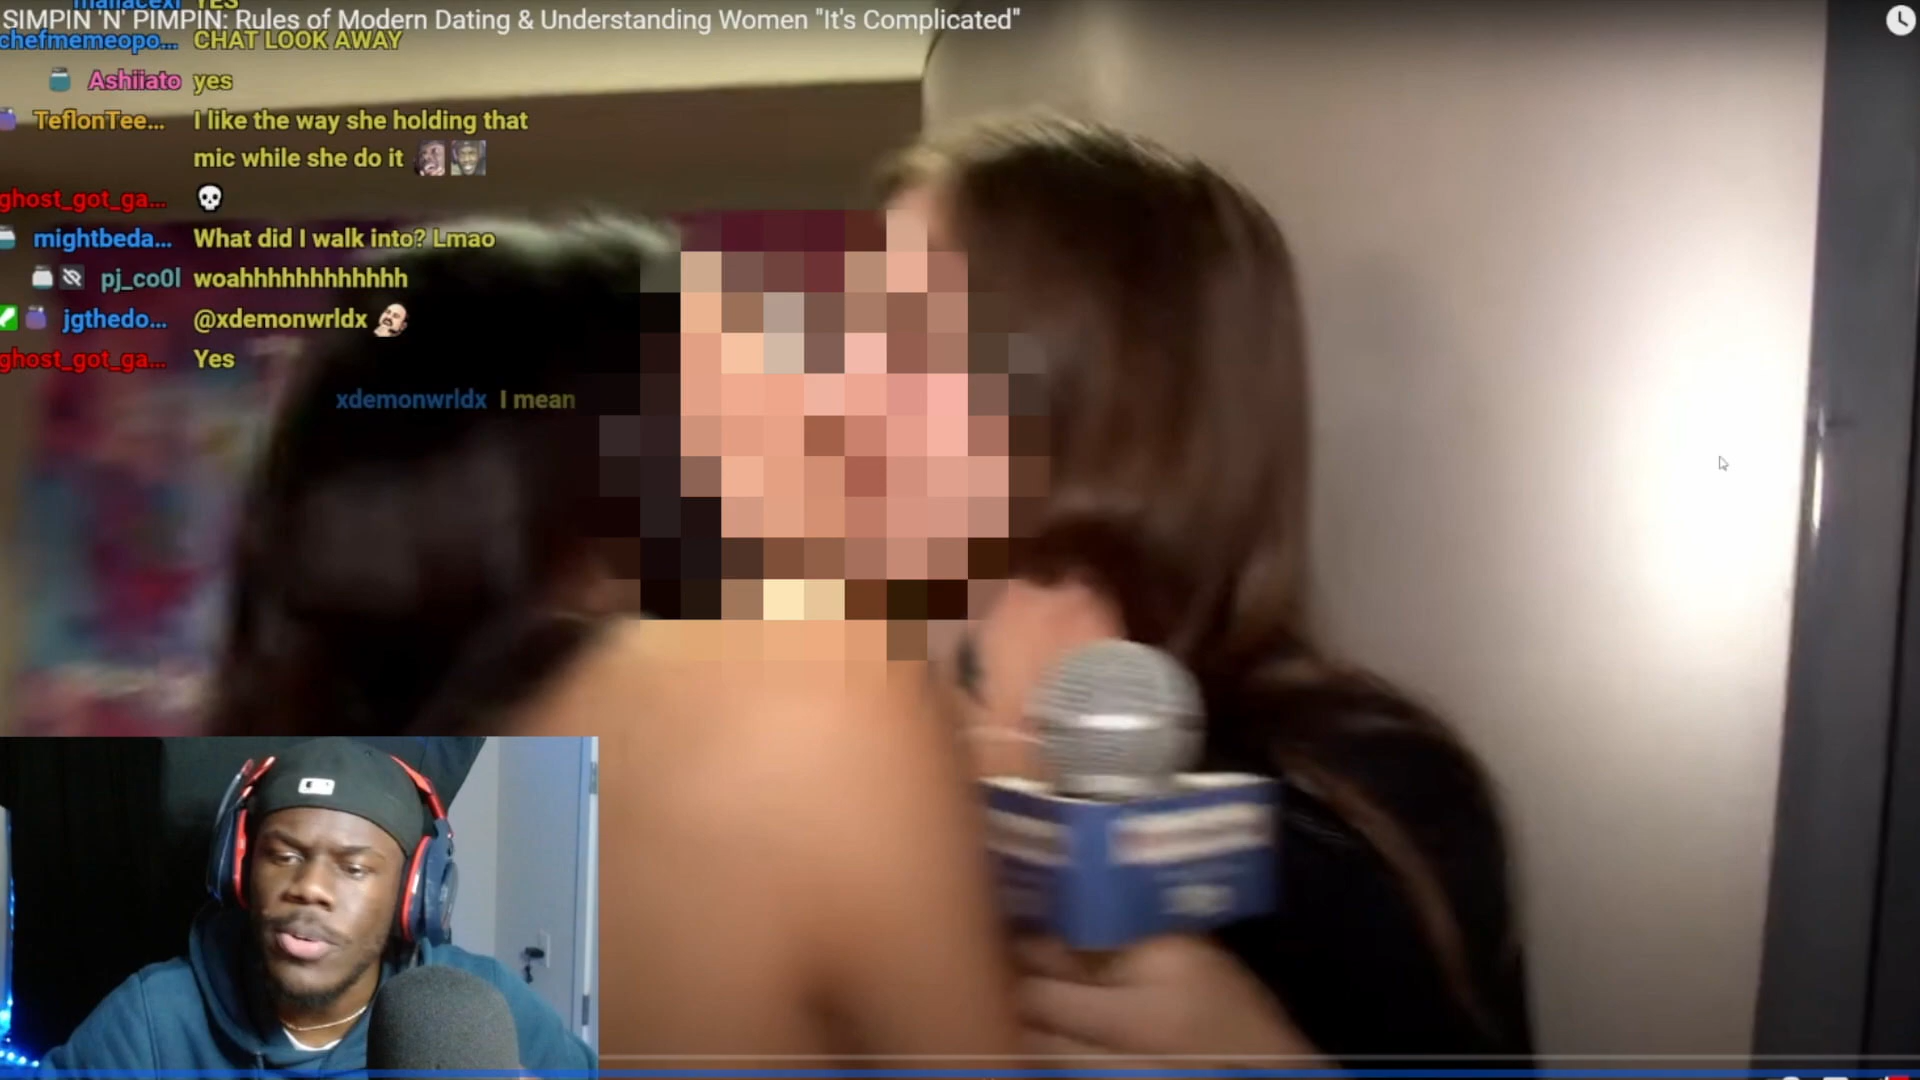 SIMPIN 'N' PIMPIN: Rules of Modern Dating & Understanding Women "It's Complicated"
YES
chefmemeopo... CHAT LOOK AWAY
Ashiiato yes
TeflonTee... I like the way she holding that
mic while she do it
ghost_got_ga... 💀
mightbeda... What did I walk into? Lmao
pj_co0l woahhhhhhhhhhhh
jgthedo... @xdemonwrldx
ghost_got_ga... Yes
xdemonwrldx I mean